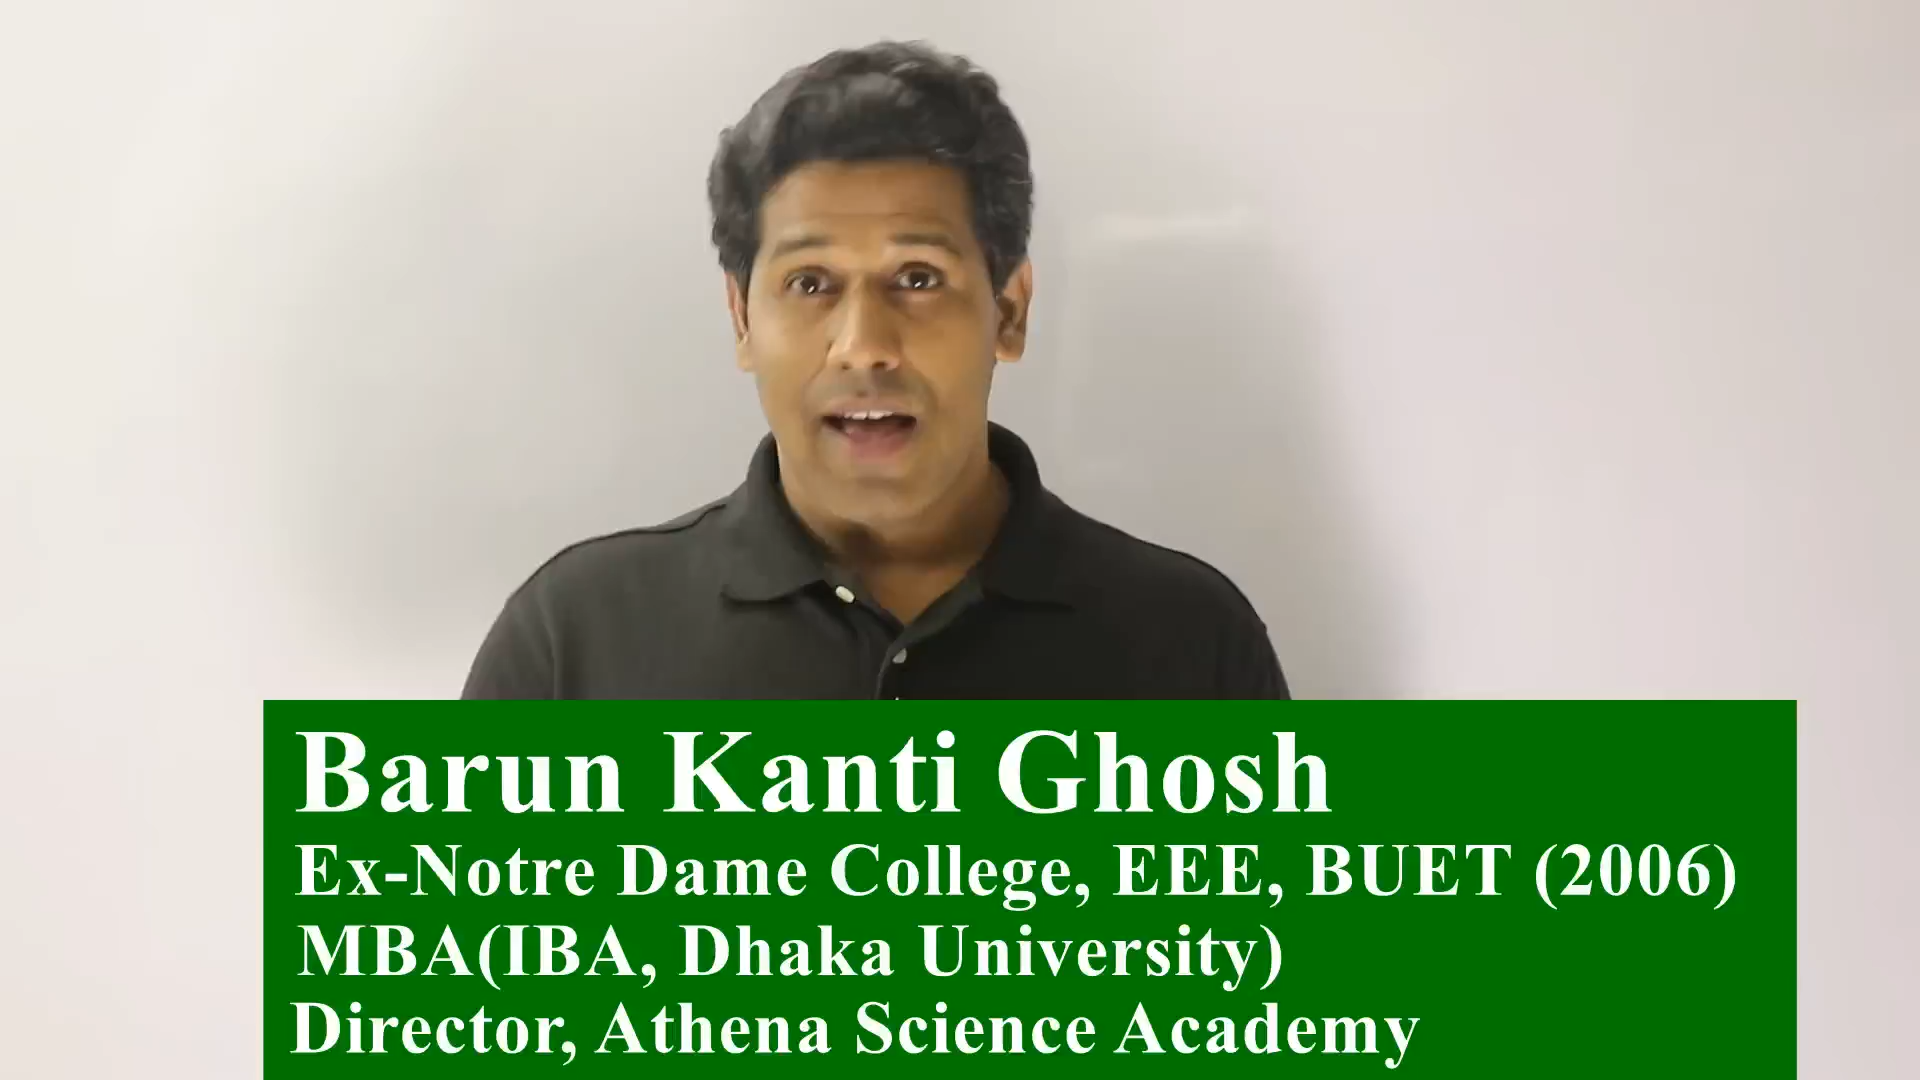 Barun Kanti Ghosh
Ex-Notre Dame College, EEE, BUET (2006)
MBA(IBA, Dhaka University)
Director, Athena Science Academy